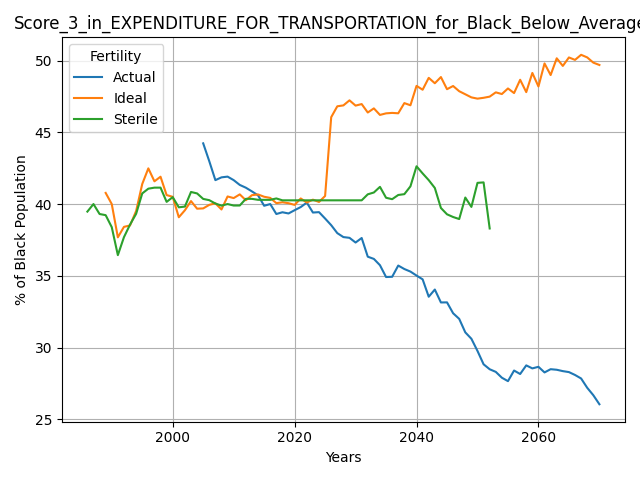 Score_3_in_EXPENDITURE_FOR_TRANSPORTATION_for_Black_Below_Average
Fertility
Actual
Ideal
Sterile
50
45
40
35
30
25
% of Black Population
2000
2020
2040
2060
Years